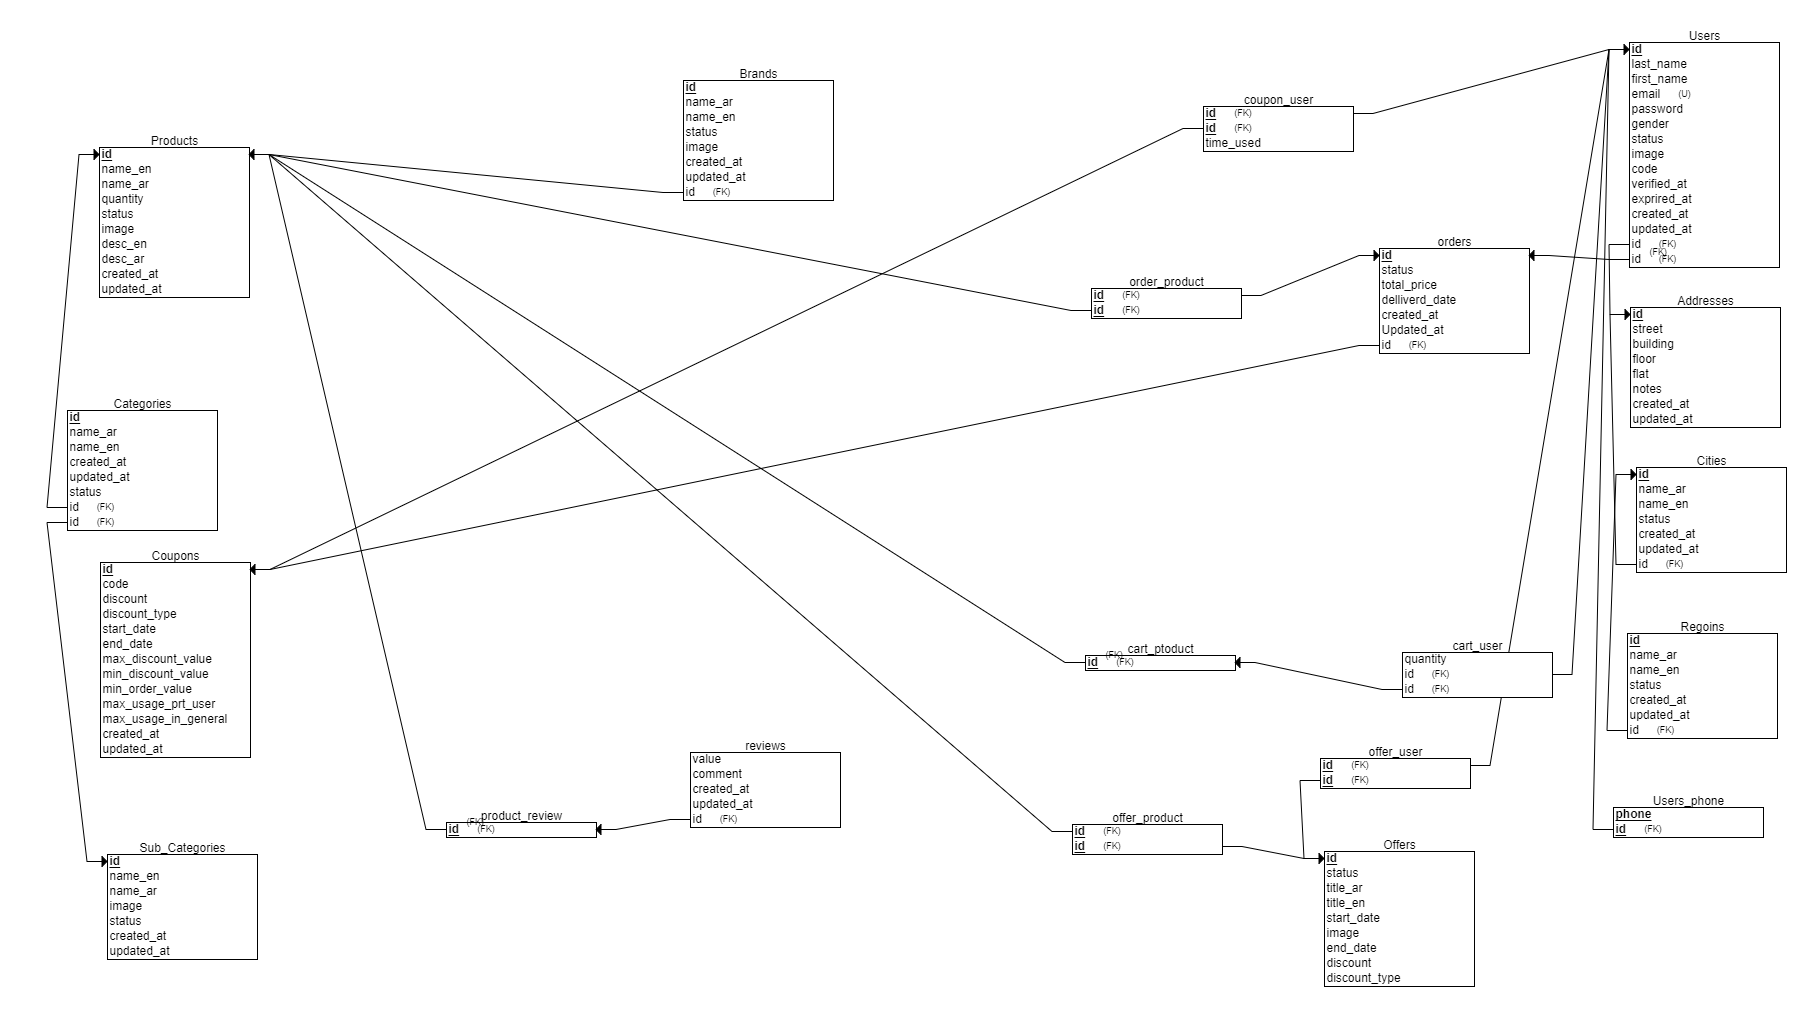 Users
id
last_name
first_name
email (U)
password
gender
status
image
code
verified_at
exprired_at
created_at
updated_at
id (FK)
(FK)
id (FK)
Brands
id
name_ar
name_en
status
image
created_at
updated_at
id (FK)
coupon_user
id (FK)
id (FK)
time_used
Products
id
name_en
name_ar
quantity
status
image
desc_en
desc_ar
created_at
updated_at
orders
id
status
total_price
delliverd_date
created_at
Updated_at
id (FK)
order_product
id (FK)
id (FK)
Addresses
id
street
building
floor
flat
notes
created_at
updated_at
Categories
id
name_ar
name_en
created_at
updated_at
status
id (FK)
id (FK)
Cities
id
name_ar
name_en
status
created_at
updated_at
id (FK)
Coupons
id
code
discount
discount_type
start_date
end_date
max_discount_value
min_discount_value
min_order_value
max_usage_prt_user
max_usage_in_general
created_at
updated_at
Regoins
id
name_ar
name_en
status
created_at
updated_at
id (FK)
cart_ptoduct
(FK)
id (FK)
cart_user
quantity
id (FK)
id (FK)
reviews
value
comment
created_at
updated_at
id (FK)
offer_user
id (FK)
id (FK)
Users_phone
phone
id (FK)
product_review
(FK)
id (FK)
offer_product
id (FK)
id (FK)
Offers
id
status
title_ar
title_en
start_date
image
end_date
discount
discount_type
Sub_Categories
id
name_en
name_ar
image
status
created_at
updated_at